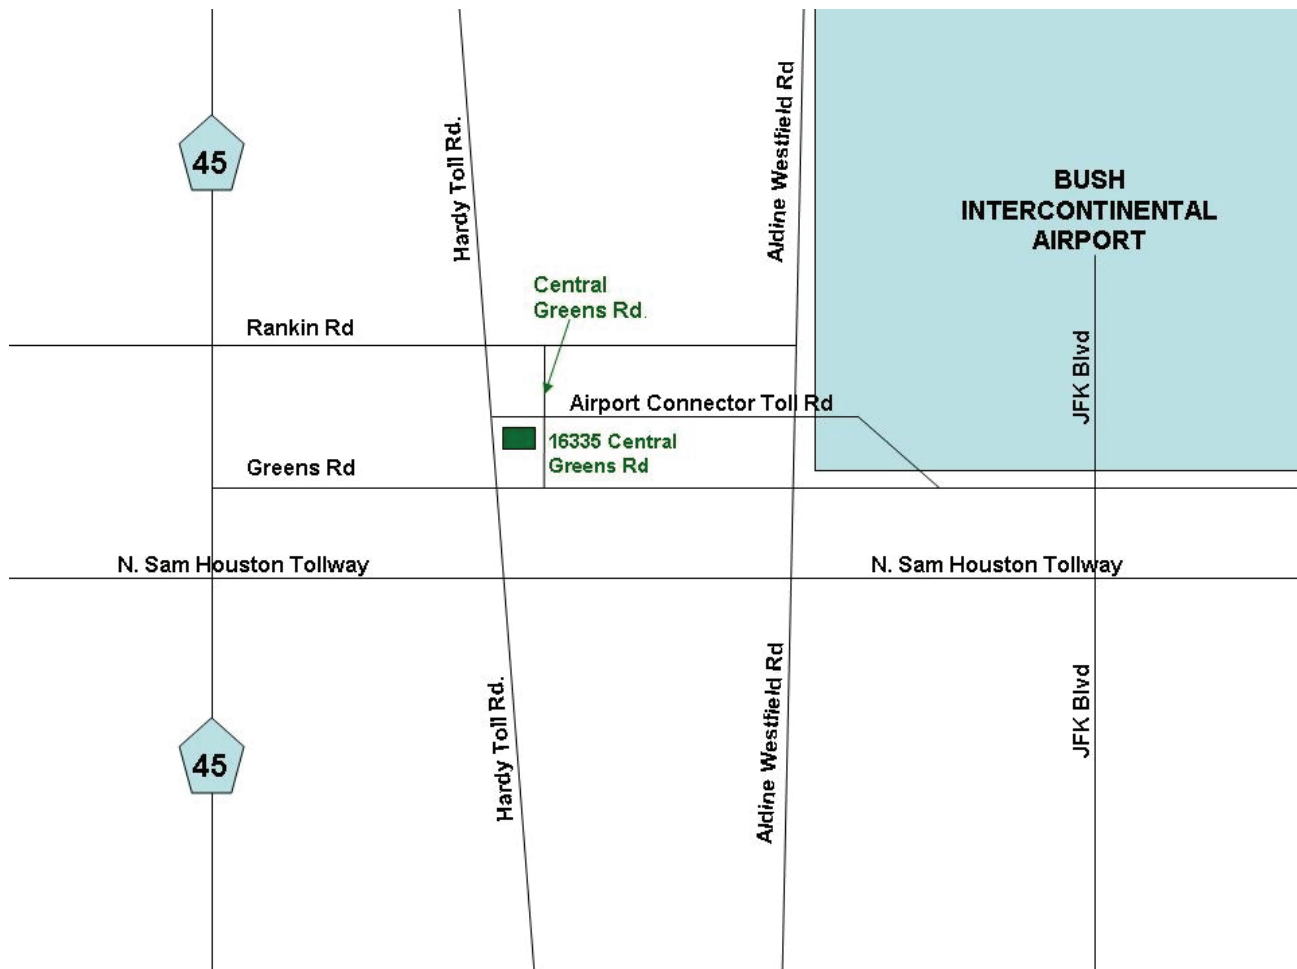 45
Hardy Toll Rd.
Aldine Westfield Rd
BUSH
INTERCONTINENTAL
AIRPORT
Central
Greens Rd.
Rankin Rd
JFK Blvd
Airport Connector Toll Rd
16335 Central
Greens Rd
Greens Rd
N. Sam Houston Tollway
N. Sam Houston Tollway
45
Hardy Toll Rd.
Aldine Westfield Rd
JFK Blvd